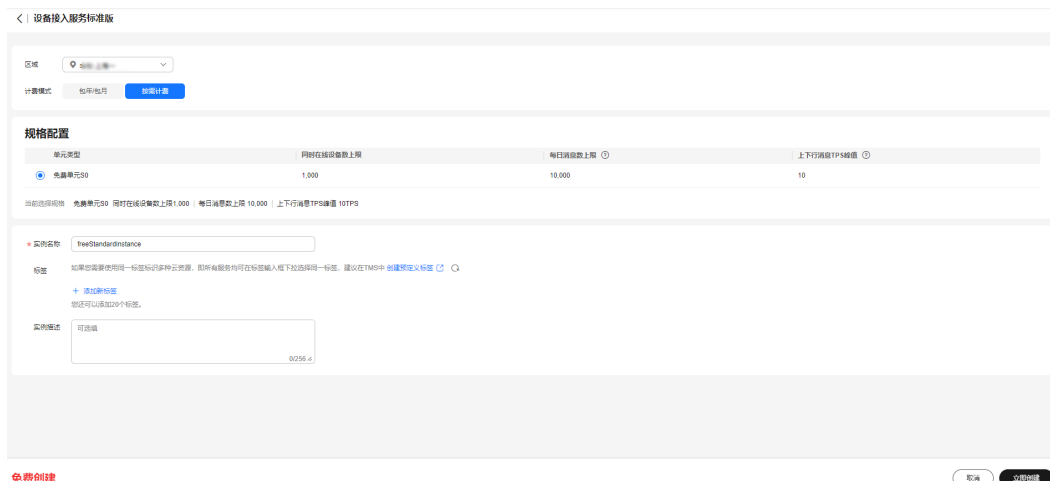 设备接入服务标准版
区域
计费模式 包年/包月 按需计费
规格配置
单元类型 同时在线设备数上限 每日消息数上限 上下行消息TPS峰值
免费单元S0 1,000 10,000 10
当前选择规格 免费单元S0 同时在线设备数上限1,000 | 每日消息数上限 10,000 | 上下行消息TPS峰值 10TPS
* 实例名称 freeStandardInstance
标签 如果您需要使用同一标签标识多种云资源，即所有服务均可在标签输入框下拉选择同一标签，建议在TMS中 创建预定义标签
+ 添加新标签
您还可以添加20个标签。
实例描述 可选填
0/256
免费创建 取消 立即创建